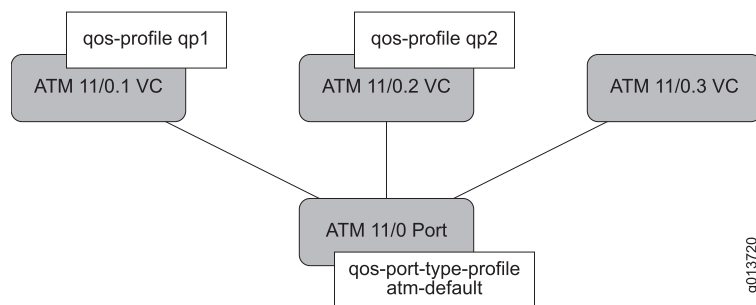 qos-profile qp1
qos-profile qp2
ATM 11/0.1 VC
ATM 11/0.2 VC
ATM 11/0.3 VC
ATM 11/0 Port
qos-port-type-profile
atm-default
g013720